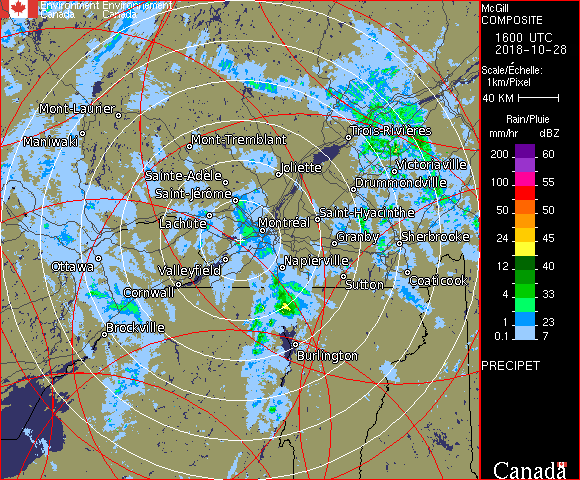 Environment Environnement
Canada Canada
McGill
COMPOSITE
1600 UTC
2018-10-28
Scale/Échelle:
1km/Pixel
40 KM
Rain/Pluie
mm/hr dBZ
200 60
100 55
50 50
24 45
12 40
4 33
1 23
0.1 7
PRECIPET
Canada
Mont-Laurier
Maniwaki
Mont-Tremblant
Trois-Rivières
Joliette
Victoriaville
Sainte-Adèle
Drummondville
Saint-Jérôme
Saint-Hyacinthe
Lachute
Montréal
Granby
Sherbrooke
Ottawa
Valleyfield
Napierville
Sutton
Coaticook
Cornwall
Brockville
Burlington